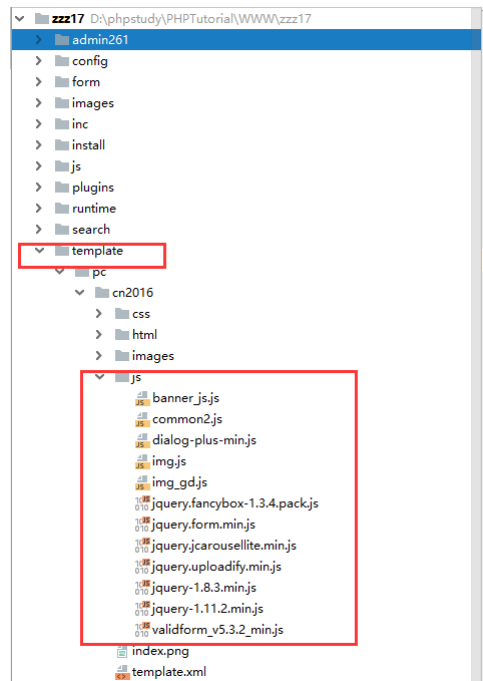 zzz17 D:\phpstudy\PHPTutorial\WWW\zzz17
admin261
config
form
images
inc
install
js
plugins
runtime
search
template
pc
cn2016
css
html
images
js
banner_js.js
common2.js
dialog-plus-min.js
img.js
img_gd.js
jquery.fancybox-1.3.4.pack.js
jquery.form.min.js
jquery.jcarousellite.min.js
jquery.uploadify.min.js
jquery-1.8.3.min.js
jquery-1.11.2.min.js
validform_v5.3.2_min.js
index.png
template.xml